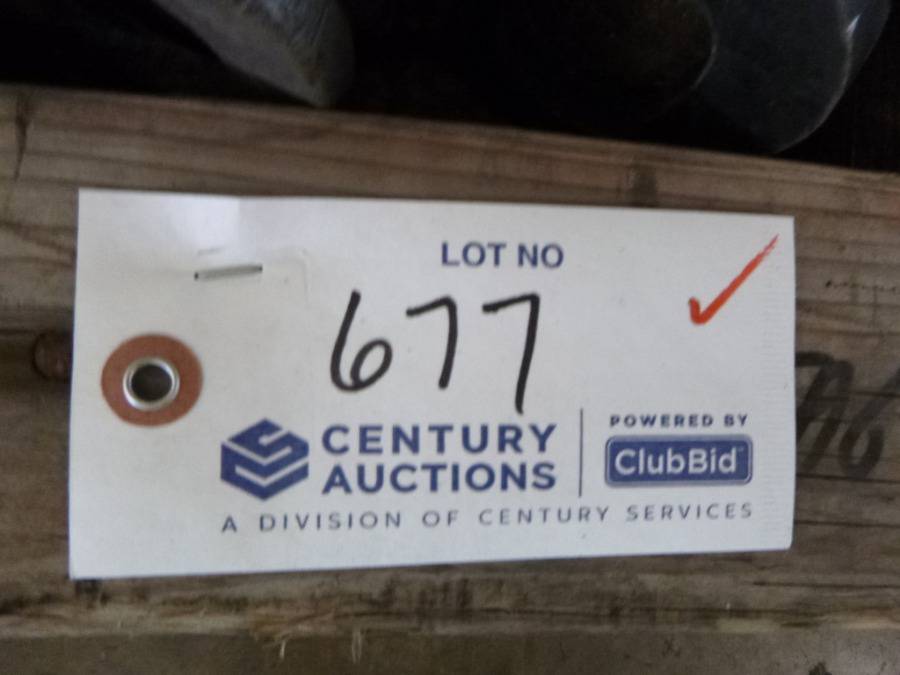 LOT NO
677
CENTURY
AUCTIONS
POWERED BY
ClubBid
A DIVISION OF CENTURY SERVICES